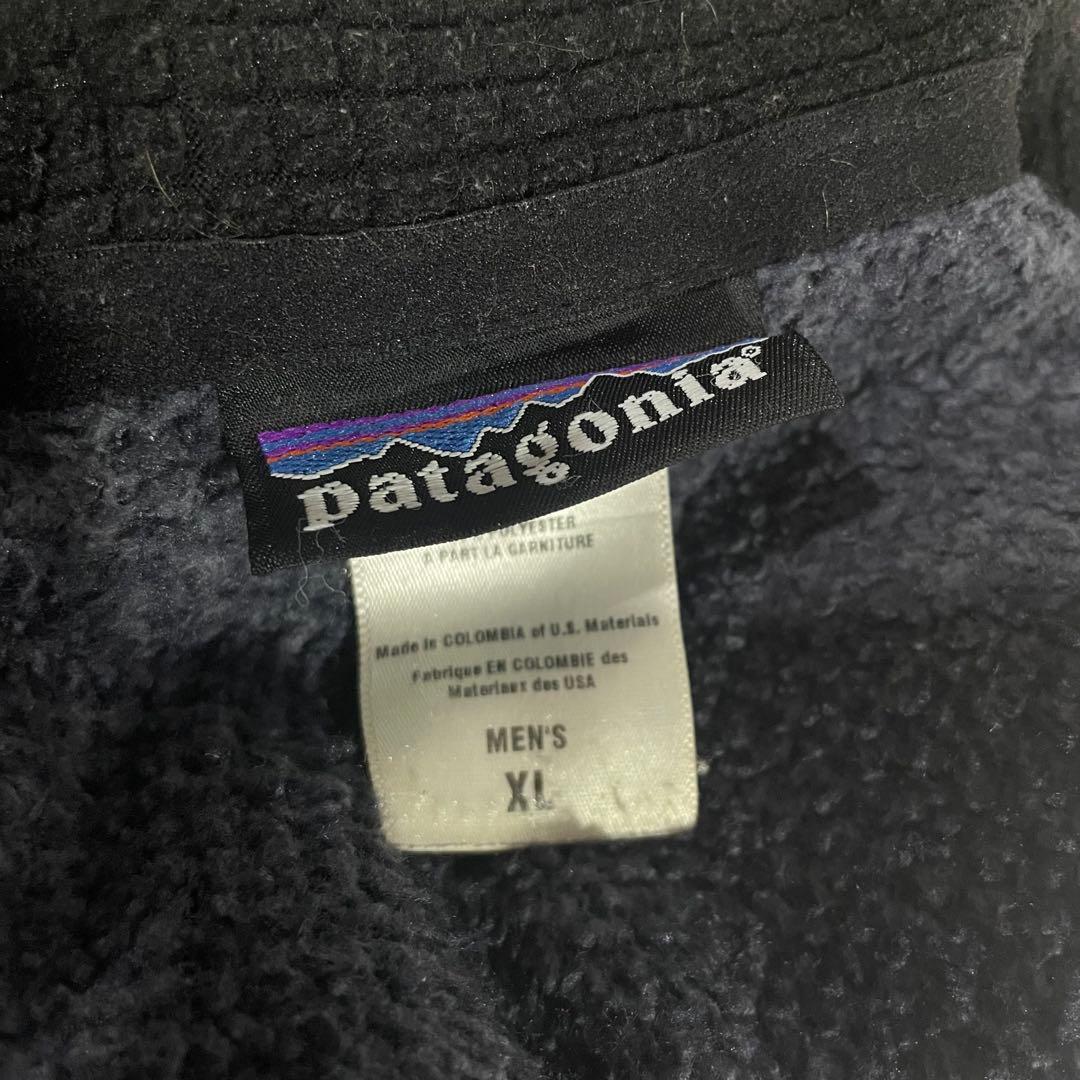 patagonia®
POLYESTER
A PART LA GARNITURE
Made in COLOMBIA of U.S. Materials
Fabrique EN COLOMBIE des
Materiaux des USA
MEN'S
XL